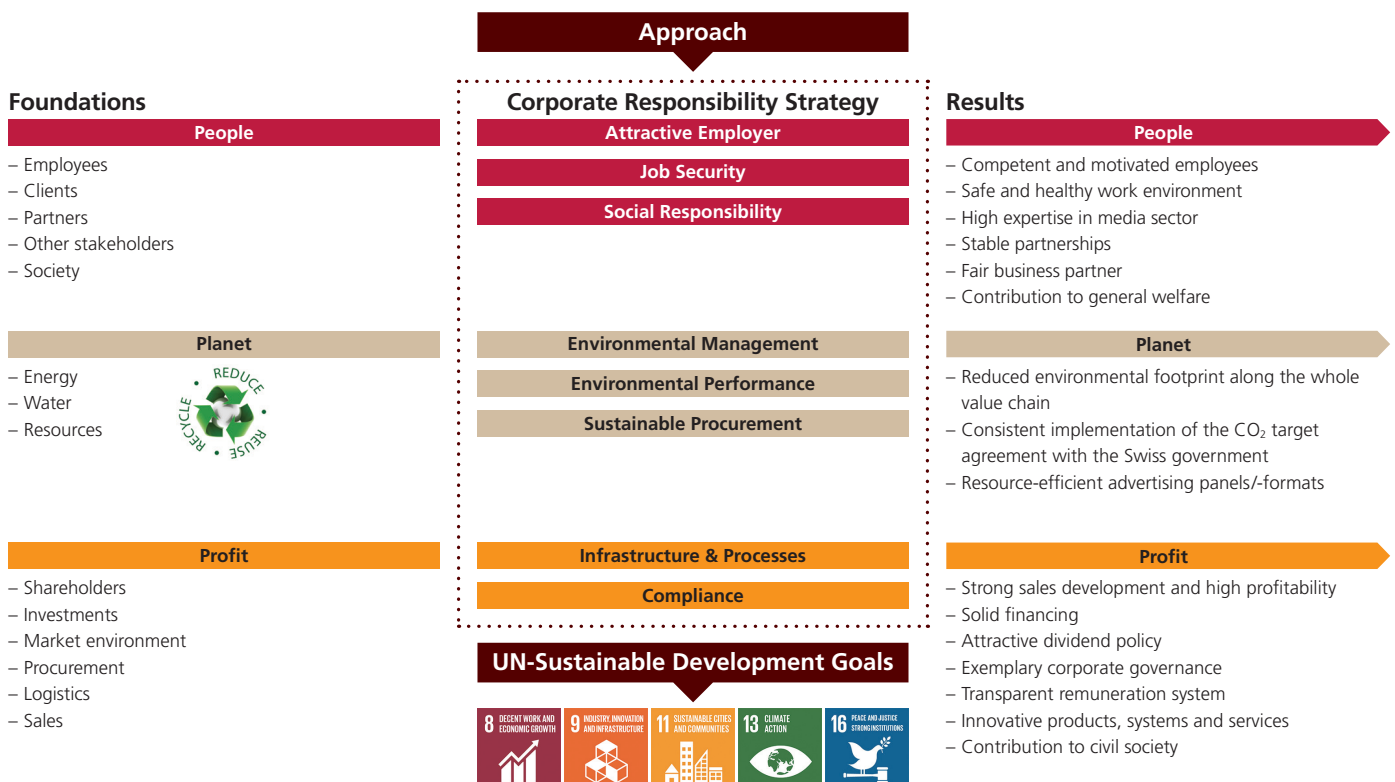 Approach
Foundations
People
– Employees
– Clients
– Partners
– Other stakeholders
– Society
Planet
– Energy
– Water
– Resources
REDUCE
REUSE
RECYCLE
Profit
– Shareholders
– Investments
– Market environment
– Procurement
– Logistics
– Sales
Corporate Responsibility Strategy
Attractive Employer
Job Security
Social Responsibility
Environmental Management
Environmental Performance
Sustainable Procurement
Infrastructure & Processes
Compliance
UN-Sustainable Development Goals
8 DECENT WORK AND
ECONOMIC GROWTH
9 INDUSTRY, INNOVATION
AND INFRASTRUCTURE
11 SUSTAINABLE CITIES
AND COMMUNITIES
13 CLIMATE
ACTION
16 PEACE AND JUSTICE
STRONG INSTITUTIONS
Results
People
– Competent and motivated employees
– Safe and healthy work environment
– High expertise in media sector
– Stable partnerships
– Fair business partner
– Contribution to general welfare
Planet
– Reduced environmental footprint along the whole
value chain
– Consistent implementation of the CO₂ target
agreement with the Swiss government
– Resource-efficient advertising panels/-formats
Profit
– Strong sales development and high profitability
– Solid financing
– Attractive dividend policy
– Exemplary corporate governance
– Transparent remuneration system
– Innovative products, systems and services
– Contribution to civil society